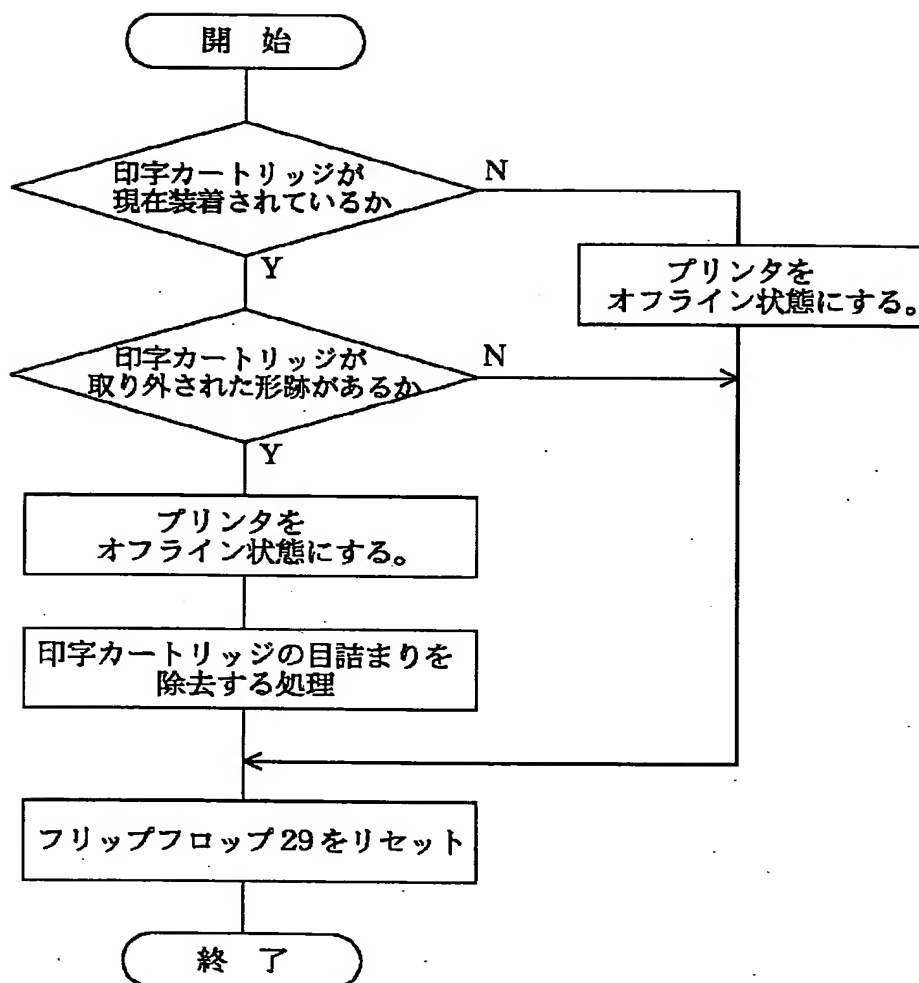 開 始
印字カートリッジが
現在装着されているか
N
Y
プリンタを
オフライン状態にする。
印字カートリッジが
取り外された形跡があるか
N
Y
プリンタを
オフライン状態にする。
印字カートリッジの目詰まりを
除去する処理
フリップフロップ29をリセット
終 了